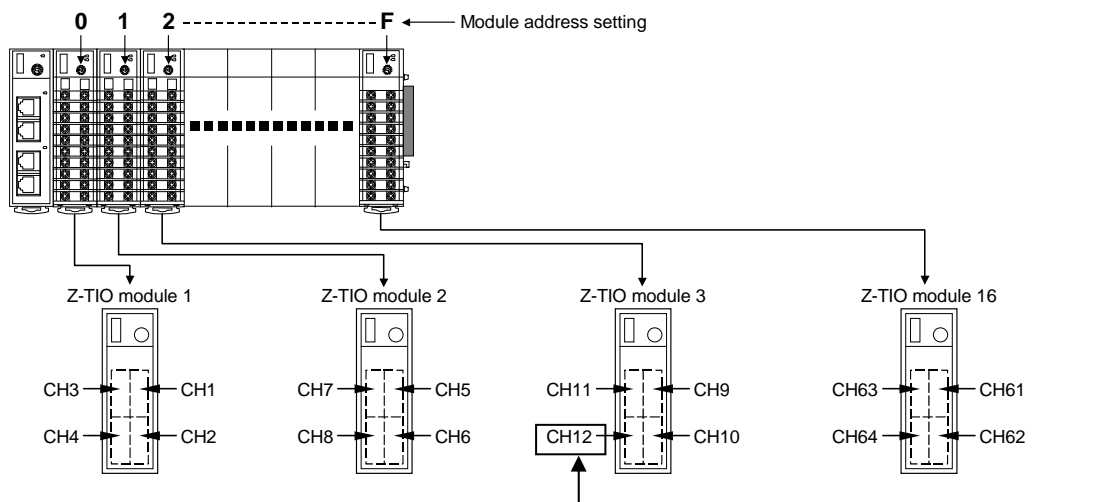 0 1 2 F Module address setting
Z-TIO module 1 Z-TIO module 2 Z-TIO module 3 Z-TIO module 16
CH3 CH1 CH7 CH5 CH11 CH9 CH63 CH61
CH4 CH2 CH8 CH6 CH12 CH10 CH64 CH62